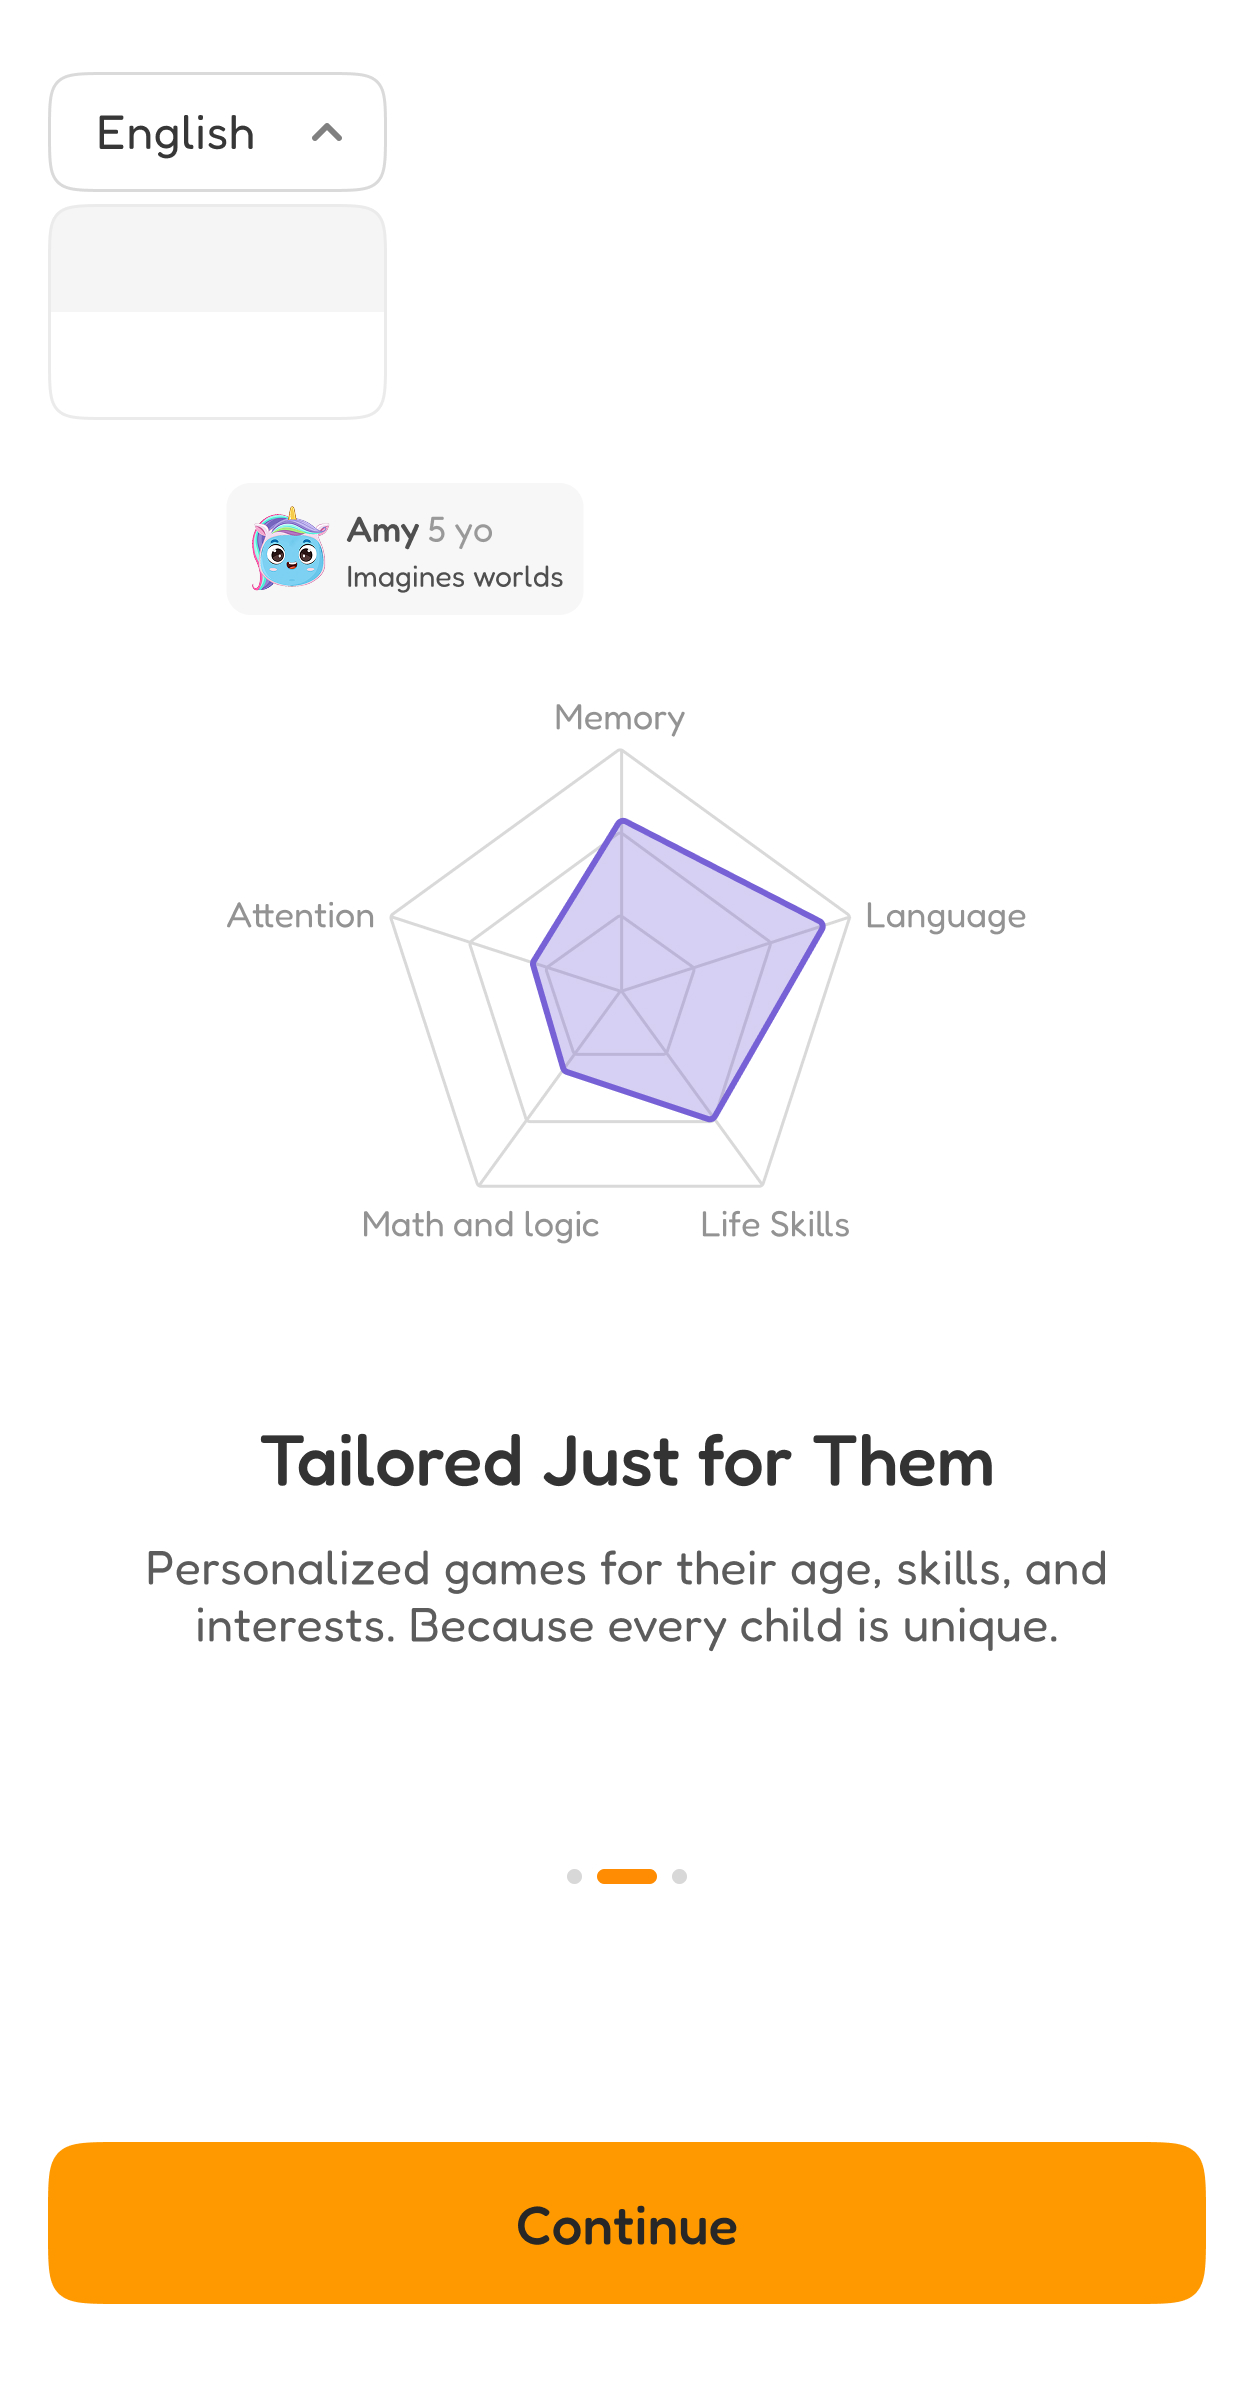 English
Amy 5 yo
Imagines worlds
Memory
Attention
Language
Math and logic
Life Skills
Tailored Just for Them
Personalized games for their age, skills, and
interests. Because every child is unique.
Continue